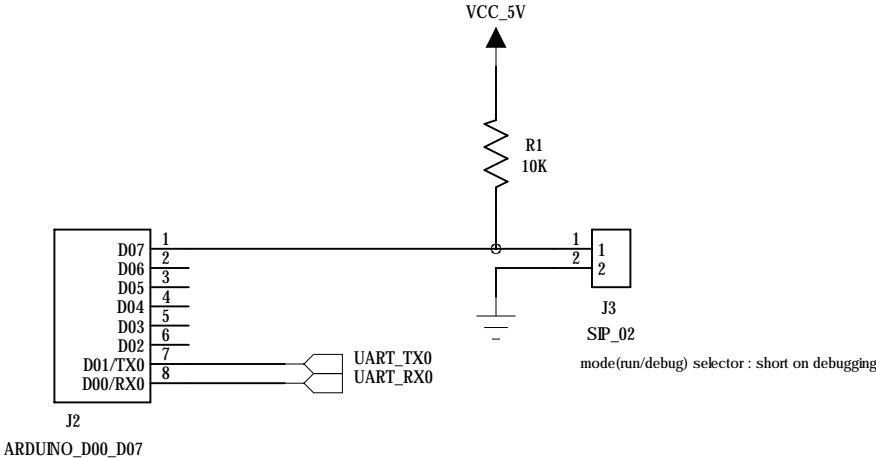 VCC_5V
R1
10K
D07 1
D06 2
D05 3
D04 4
D03 5
D02 6
D01/TX0 7
D00/RX0 8
UART_TX0
UART_RX0
1 1
2 2
J3
SIP_02
mode(run/debug) selector : short on debugging
J2
ARDUINO_D00_D07